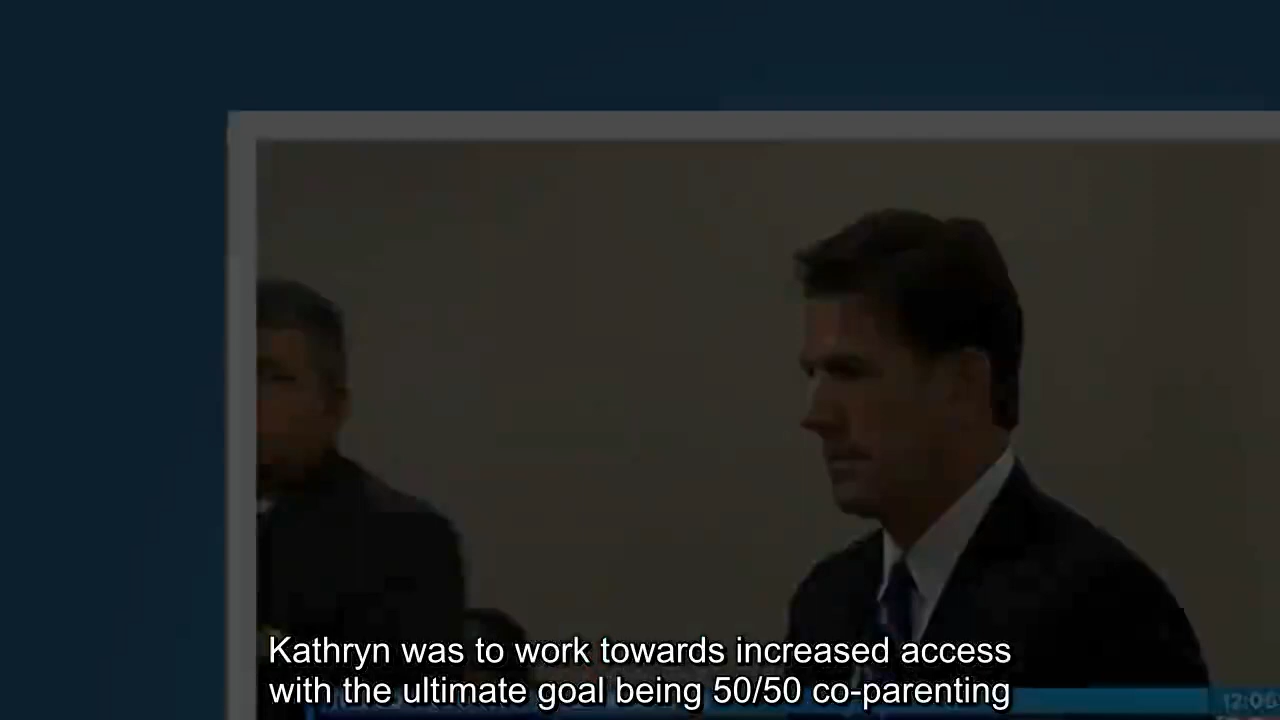 Kathryn was to work towards increased access
with the ultimate goal being 50/50 co-parenting